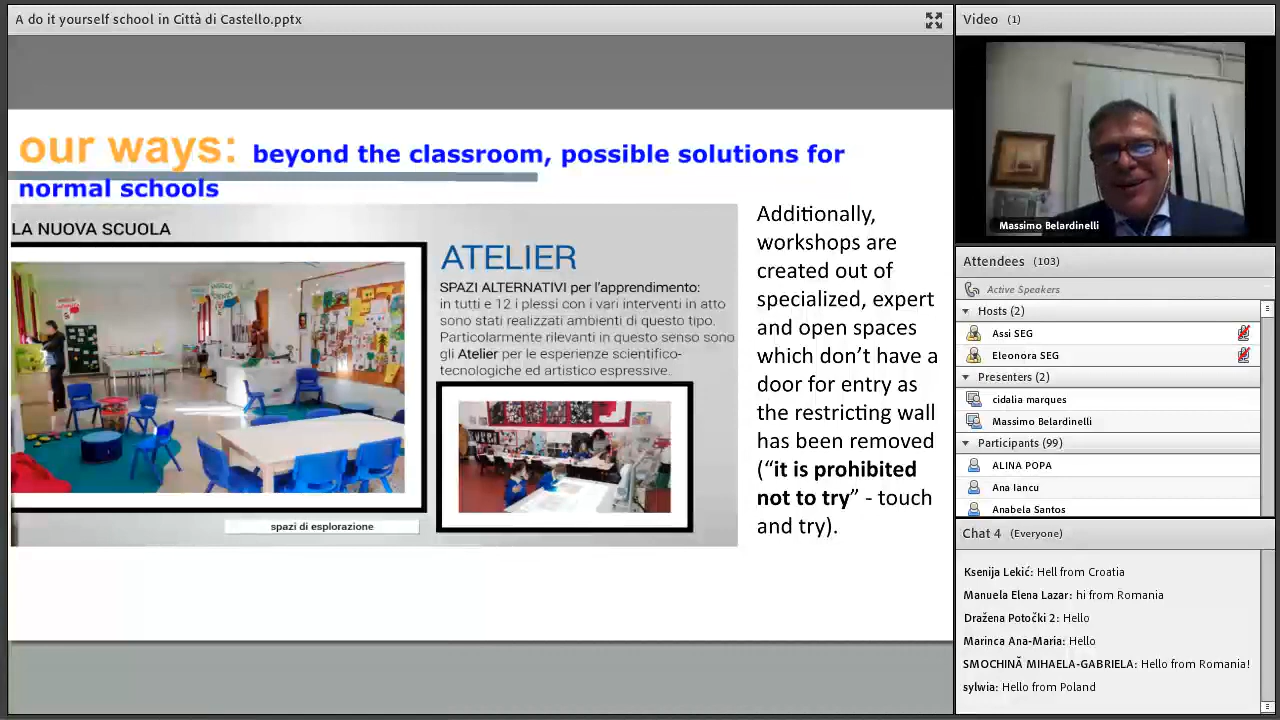 A do it yourself school in Città di Castello.pptx
our ways: beyond the classroom, possible solutions for
normal schools
LA NUOVA SCUOLA
spazi di esplorazione
ATELIER
SPAZI ALTERNATIVI per l'apprendimento:
in tutti e 12 i plessi con i vari interventi in atto
sono stati realizzati ambienti di questo tipo.
Particolarmente rilevanti in questo senso sono
gli Atelier per le esperienze scientifico-
tecnologiche ed artistico espressive.
Additionally,
workshops are
created out of
specialized, expert
and open spaces
which don't have a
door for entry as
the restricting wall
has been removed
(“it is prohibited
not to try” - touch
and try).
Video (1)
Massimo Belardinelli
Attendees (103)
Active Speakers
Hosts (2)
Assi SEG
Eleonora SEG
Presenters (2)
cidalia marques
Massimo Belardinelli
Participants (99)
ALINA POPA
Ana Iancu
Anabela Santos
Chat 4 (Everyone)
Ksenija Lekić: Hell from Croatia
Manuela Elena Lazar: hi from Romania
Dražena Potočki 2: Hello
Marinca Ana-Maria: Hello
SMOCHINĂ MIHAELA-GABRIELA: Hello from Romania!
sylwia: Hello from Poland